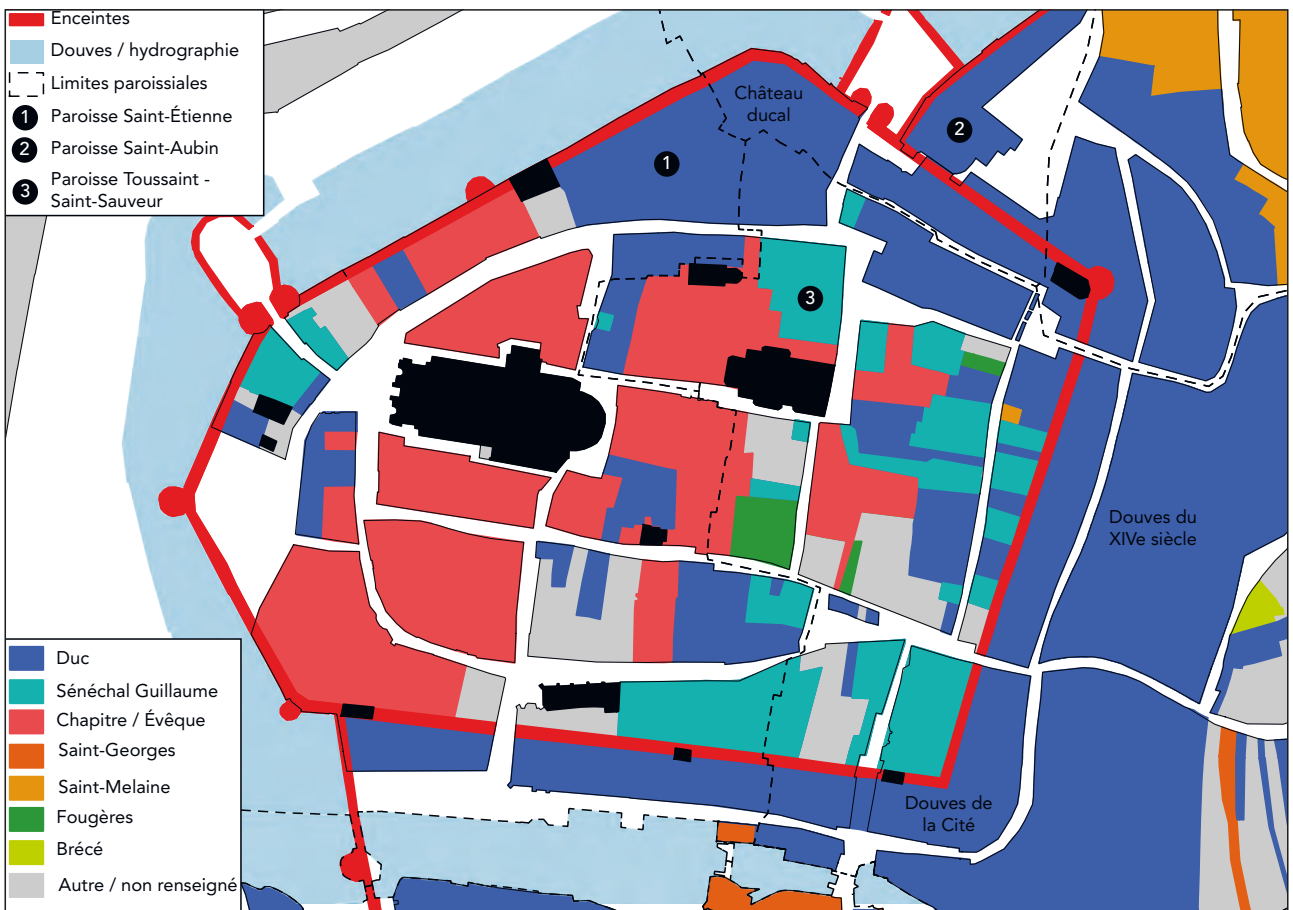 Enceintes
Douves / hydrographie
Limites paroissiales
1 Paroisse Saint-Étienne
2 Paroisse Saint-Aubin
3 Paroisse Toussaint -
Saint-Sauveur
Château
ducal
1
2
3
Douves du
XIVe siècle
Douves de
la Cité
Duc
Sénéchal Guillaume
Chapitre / Évêque
Saint-Georges
Saint-Melaine
Fougères
Brécé
Autre / non renseigné